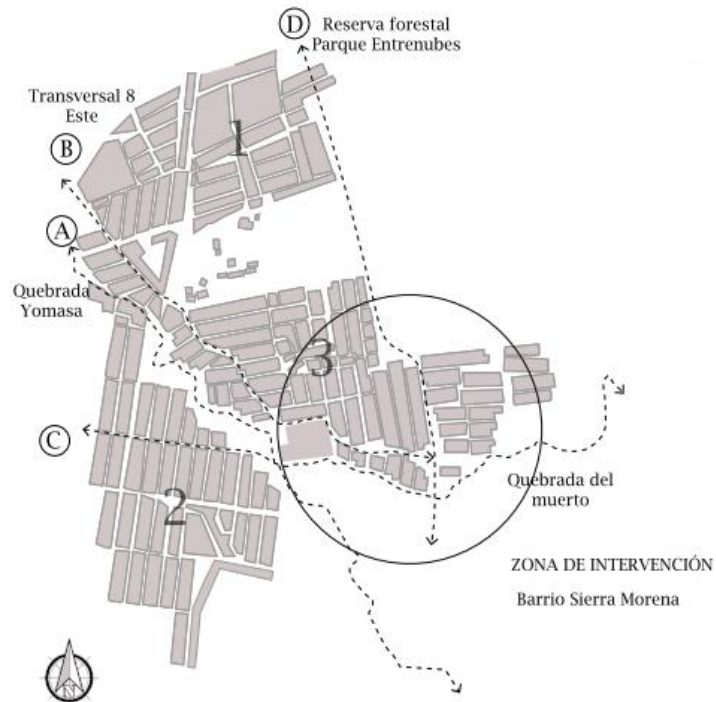 D
Reserva forestal
Parque Entrenubes
Transversal 8
Este
B
1
A
Quebrada
Yomasa
3
C
2
Quebrada del
muerto
ZONA DE INTERVENCIÓN
Barrio Sierra Morena
N